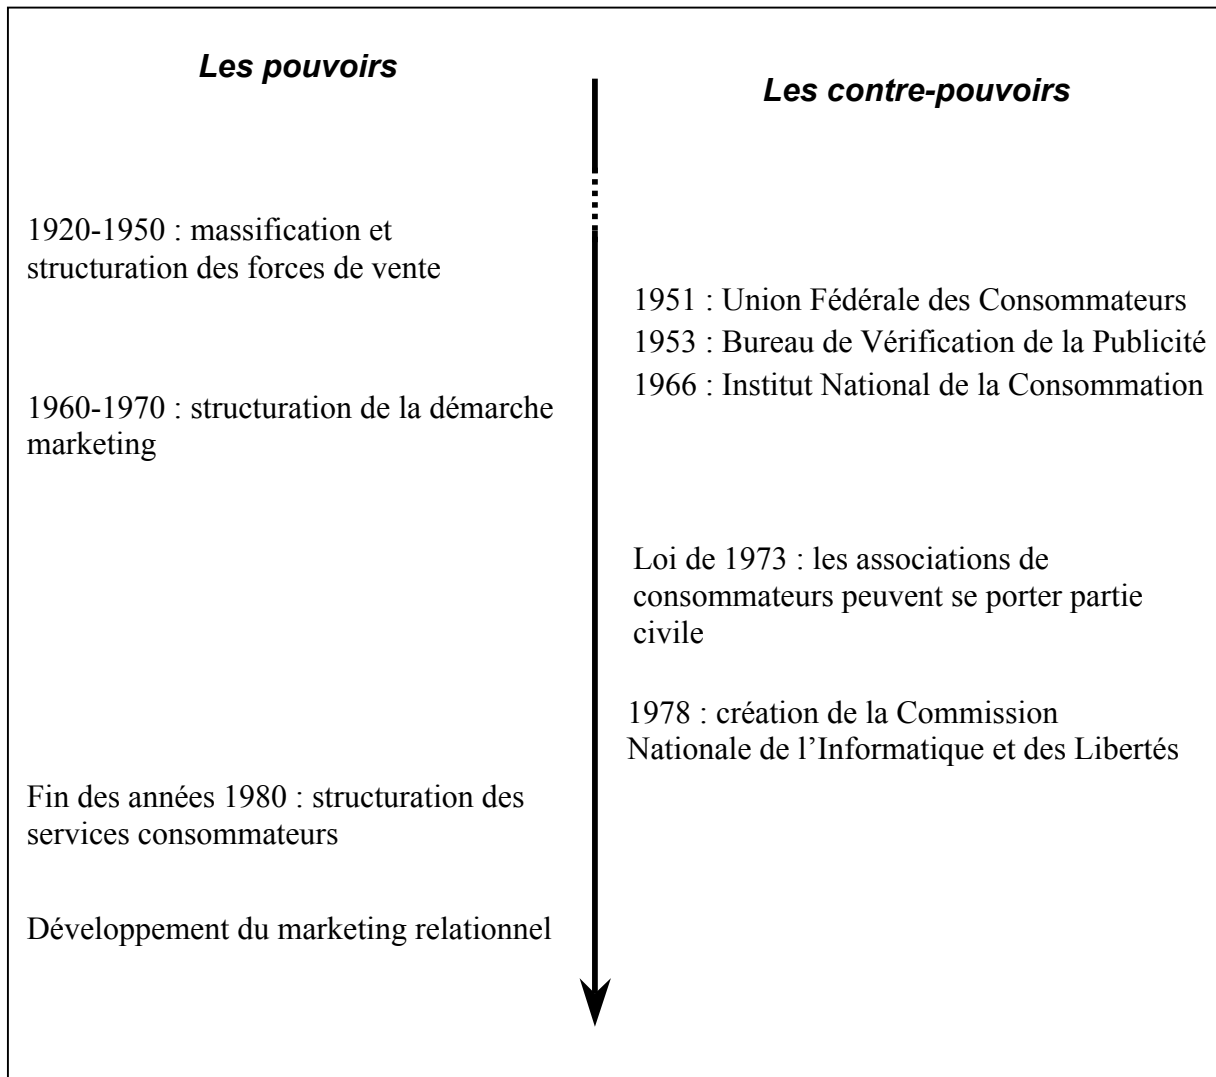 Les pouvoirs
Les contre-pouvoirs
1920-1950 : massification et
structuration des forces de vente
1951 : Union Fédérale des Consommateurs
1953 : Bureau de Vérification de la Publicité
1966 : Institut National de la Consommation
1960-1970 : structuration de la démarche
marketing
Loi de 1973 : les associations de
consommateurs peuvent se porter partie
civile
1978 : création de la Commission
Nationale de l’Informatique et des Libertés
Fin des années 1980 : structuration des
services consommateurs
Développement du marketing relationnel